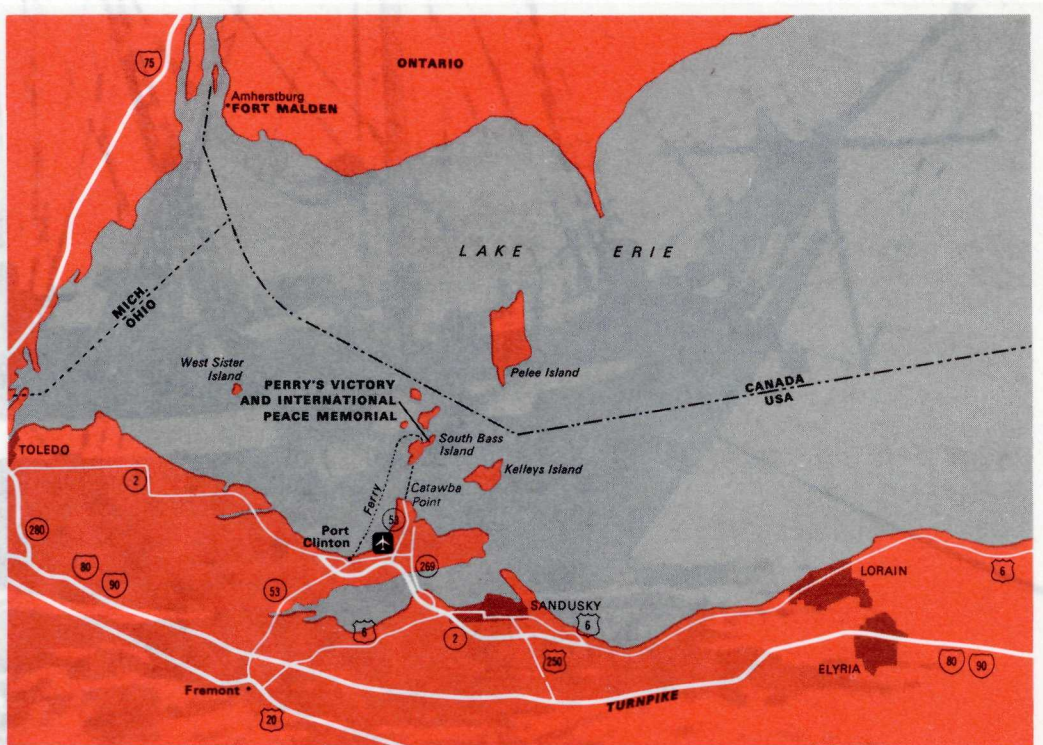 ONTARIO
75
Amherstburg
FORT MALDEN
LAKE ERIE
MICH.
OHIO
West Sister
Island
PERRY'S VICTORY
AND INTERNATIONAL
PEACE MEMORIAL
Pelee Island
CANADA
USA
South Bass
Island
Kelleys Island
TOLEDO
2
Catawba
Point
Ferry
53
Port
Clinton
280
80
90
269
53
LORAIN
6
SANDUSKY
6
6
2
250
ELYRIA
80
90
Fremont
TURNPIKE
20